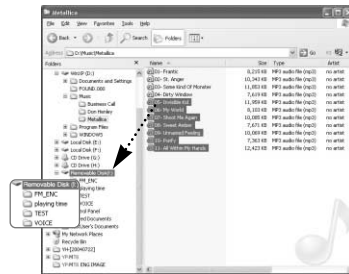 Metallica
File Edit View Favorites Tools Help
Back Search Folders
Address D:\Music\Metallica
Folders
WinXP (D:)
Documents and Settings
FOUND.000
Music
Business Call
Don Henley
Metallica
Program Files
WINDOWS
Local Disk (E:)
Local Disk (F:)
CD Drive (G:)
CD Drive (H:)
Removable Disk (I:)
FM_ENC
playing time
TEST
VOICE
My Network Places
Recycle Bin
YP-MT6
YP-MT6 ENG IMAGE
Removable Disk (I:)
FM_ENC
playing time
TEST
VOICE
Name Size Type Artist
01- Frantic 8,210 KB MP3 audio file (mp3) no artist
02- St. Anger 10,343 KB MP3 audio file (mp3) no artist
03- Some Kind Of Monster 11,853 KB MP3 audio file (mp3) no artist
04- Dirty Window 7,619 KB MP3 audio file (mp3) no artist
05- Invisible Kid 11,959 KB MP3 audio file (mp3) no artist
06- My World 8,103 KB MP3 audio file (mp3) no artist
07- Shoot Me Again 10,085 KB MP3 audio file (mp3) no artist
08- Sweet Amber 7,671 KB MP3 audio file (mp3) no artist
09- Unnamed Feeling 10,069 KB MP3 audio file (mp3) no artist
10- Purify 7,363 KB MP3 audio file (mp3) no artist
11- All Within My Hands 12,423 KB MP3 audio file (mp3) no artist